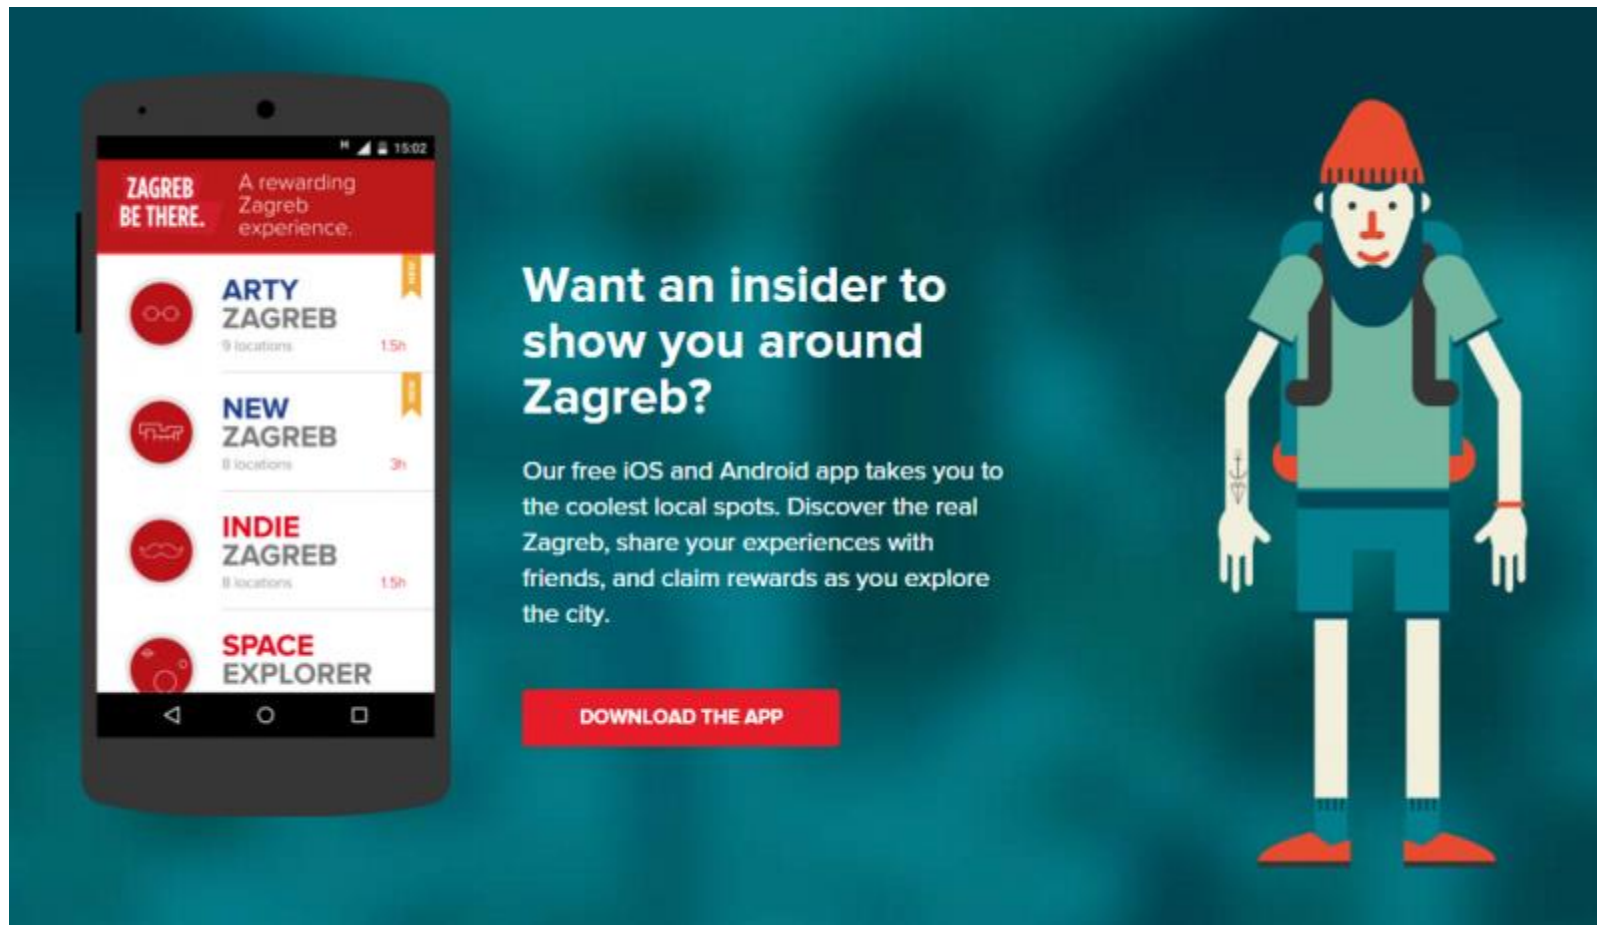 H 15:02
ZAGREB
BE THERE.
A rewarding
Zagreb
experience.
NEW
ARTY
ZAGREB
9 locations 1.5h
NEW
NEW
ZAGREB
8 locations 3h
INDIE
ZAGREB
8 locations 1.5h
SPACE
EXPLORER
Want an insider to
show you around
Zagreb?
Our free iOS and Android app takes you to
the coolest local spots. Discover the real
Zagreb, share your experiences with
friends, and claim rewards as you explore
the city.
DOWNLOAD THE APP